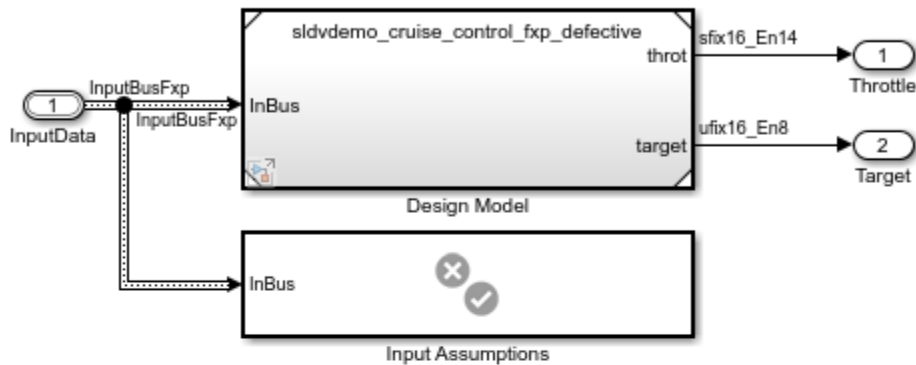 sldvdemo_cruise_control_fxp_defective
sfix16_En14
throt
1
Throttle
InputBusFxp
1
InBus
InputBusFxp
InputData
ufix16_En8
target
2
Target
Design Model
InBus
Input Assumptions